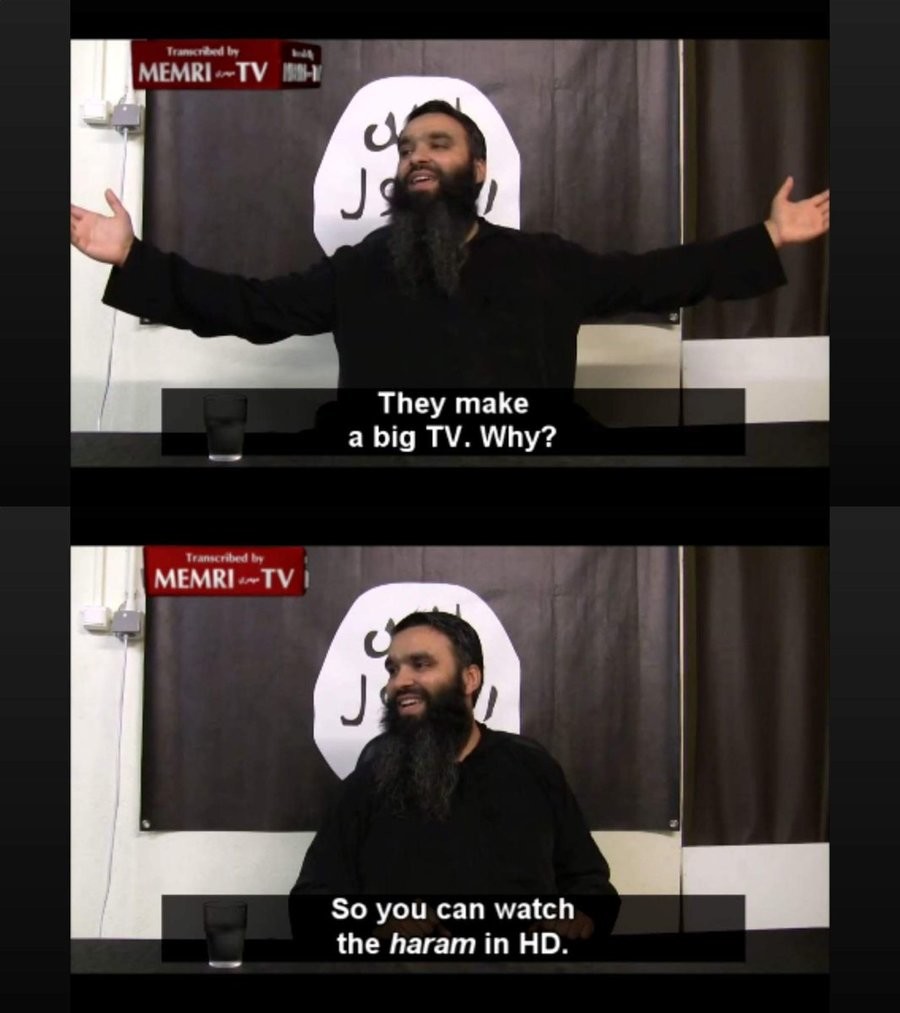 Transcribed by
MEMRI TV
They make
a big TV. Why?
Transcribed by
MEMRI TV
So you can watch
the haram in HD.